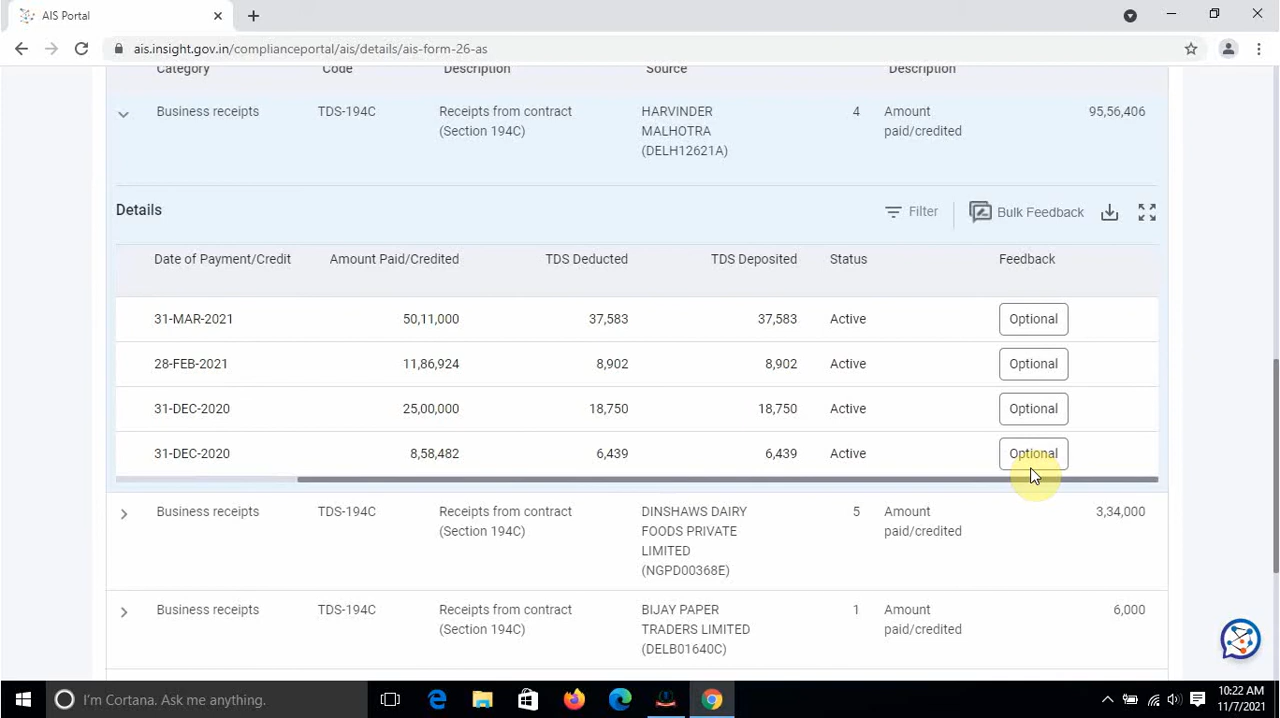 AIS Portal
ais.insight.gov.in/complianceportal/ais/details/ais-form-26-as
Category Code Description Source Description
Business receipts TDS-194C Receipts from contract HARVINDER 4 Amount 95,56,406
(Section 194C) MALHOTRA paid/credited
(DELH12621A)
Details Filter Bulk Feedback
Date of Payment/Credit Amount Paid/Credited TDS Deducted TDS Deposited Status Feedback
31-MAR-2021 50,11,000 37,583 37,583 Active Optional
28-FEB-2021 11,86,924 8,902 8,902 Active Optional
31-DEC-2020 25,00,000 18,750 18,750 Active Optional
31-DEC-2020 8,58,482 6,439 6,439 Active Optional
Business receipts TDS-194C Receipts from contract DINSHAWS DAIRY 5 Amount 3,34,000
(Section 194C) FOODS PRIVATE paid/credited
LIMITED
(NGPD00368E)
Business receipts TDS-194C Receipts from contract BIJAY PAPER 1 Amount 6,000
(Section 194C) TRADERS LIMITED paid/credited
(DELB01640C)
I'm Cortana. Ask me anything.
10:22 AM
11/7/2021